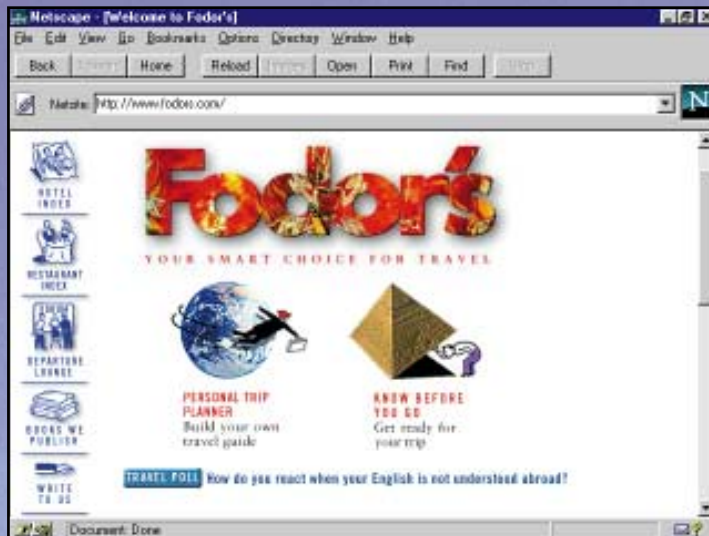 Netscape - [Welcome to Fodor's]
File Edit View Go Bookmarks Options Directory Window Help
Back Home Reload Open Print Find
Netsite: http://www.fodors.com/
N
HOTEL
INDEX
RESTAURANT
INDEX
DEPARTURE
LOUNGE
BOOKS WE
PUBLISH
WRITE
TO US
Fodor's
YOUR SMART CHOICE FOR TRAVEL
PERSONAL TRIP
PLANNER
Build your own
travel guide
KNOW BEFORE
YOU GO
Get ready for
your trip
TRAVEL POLL How do you react when your English is not understood abroad?
Document: Done